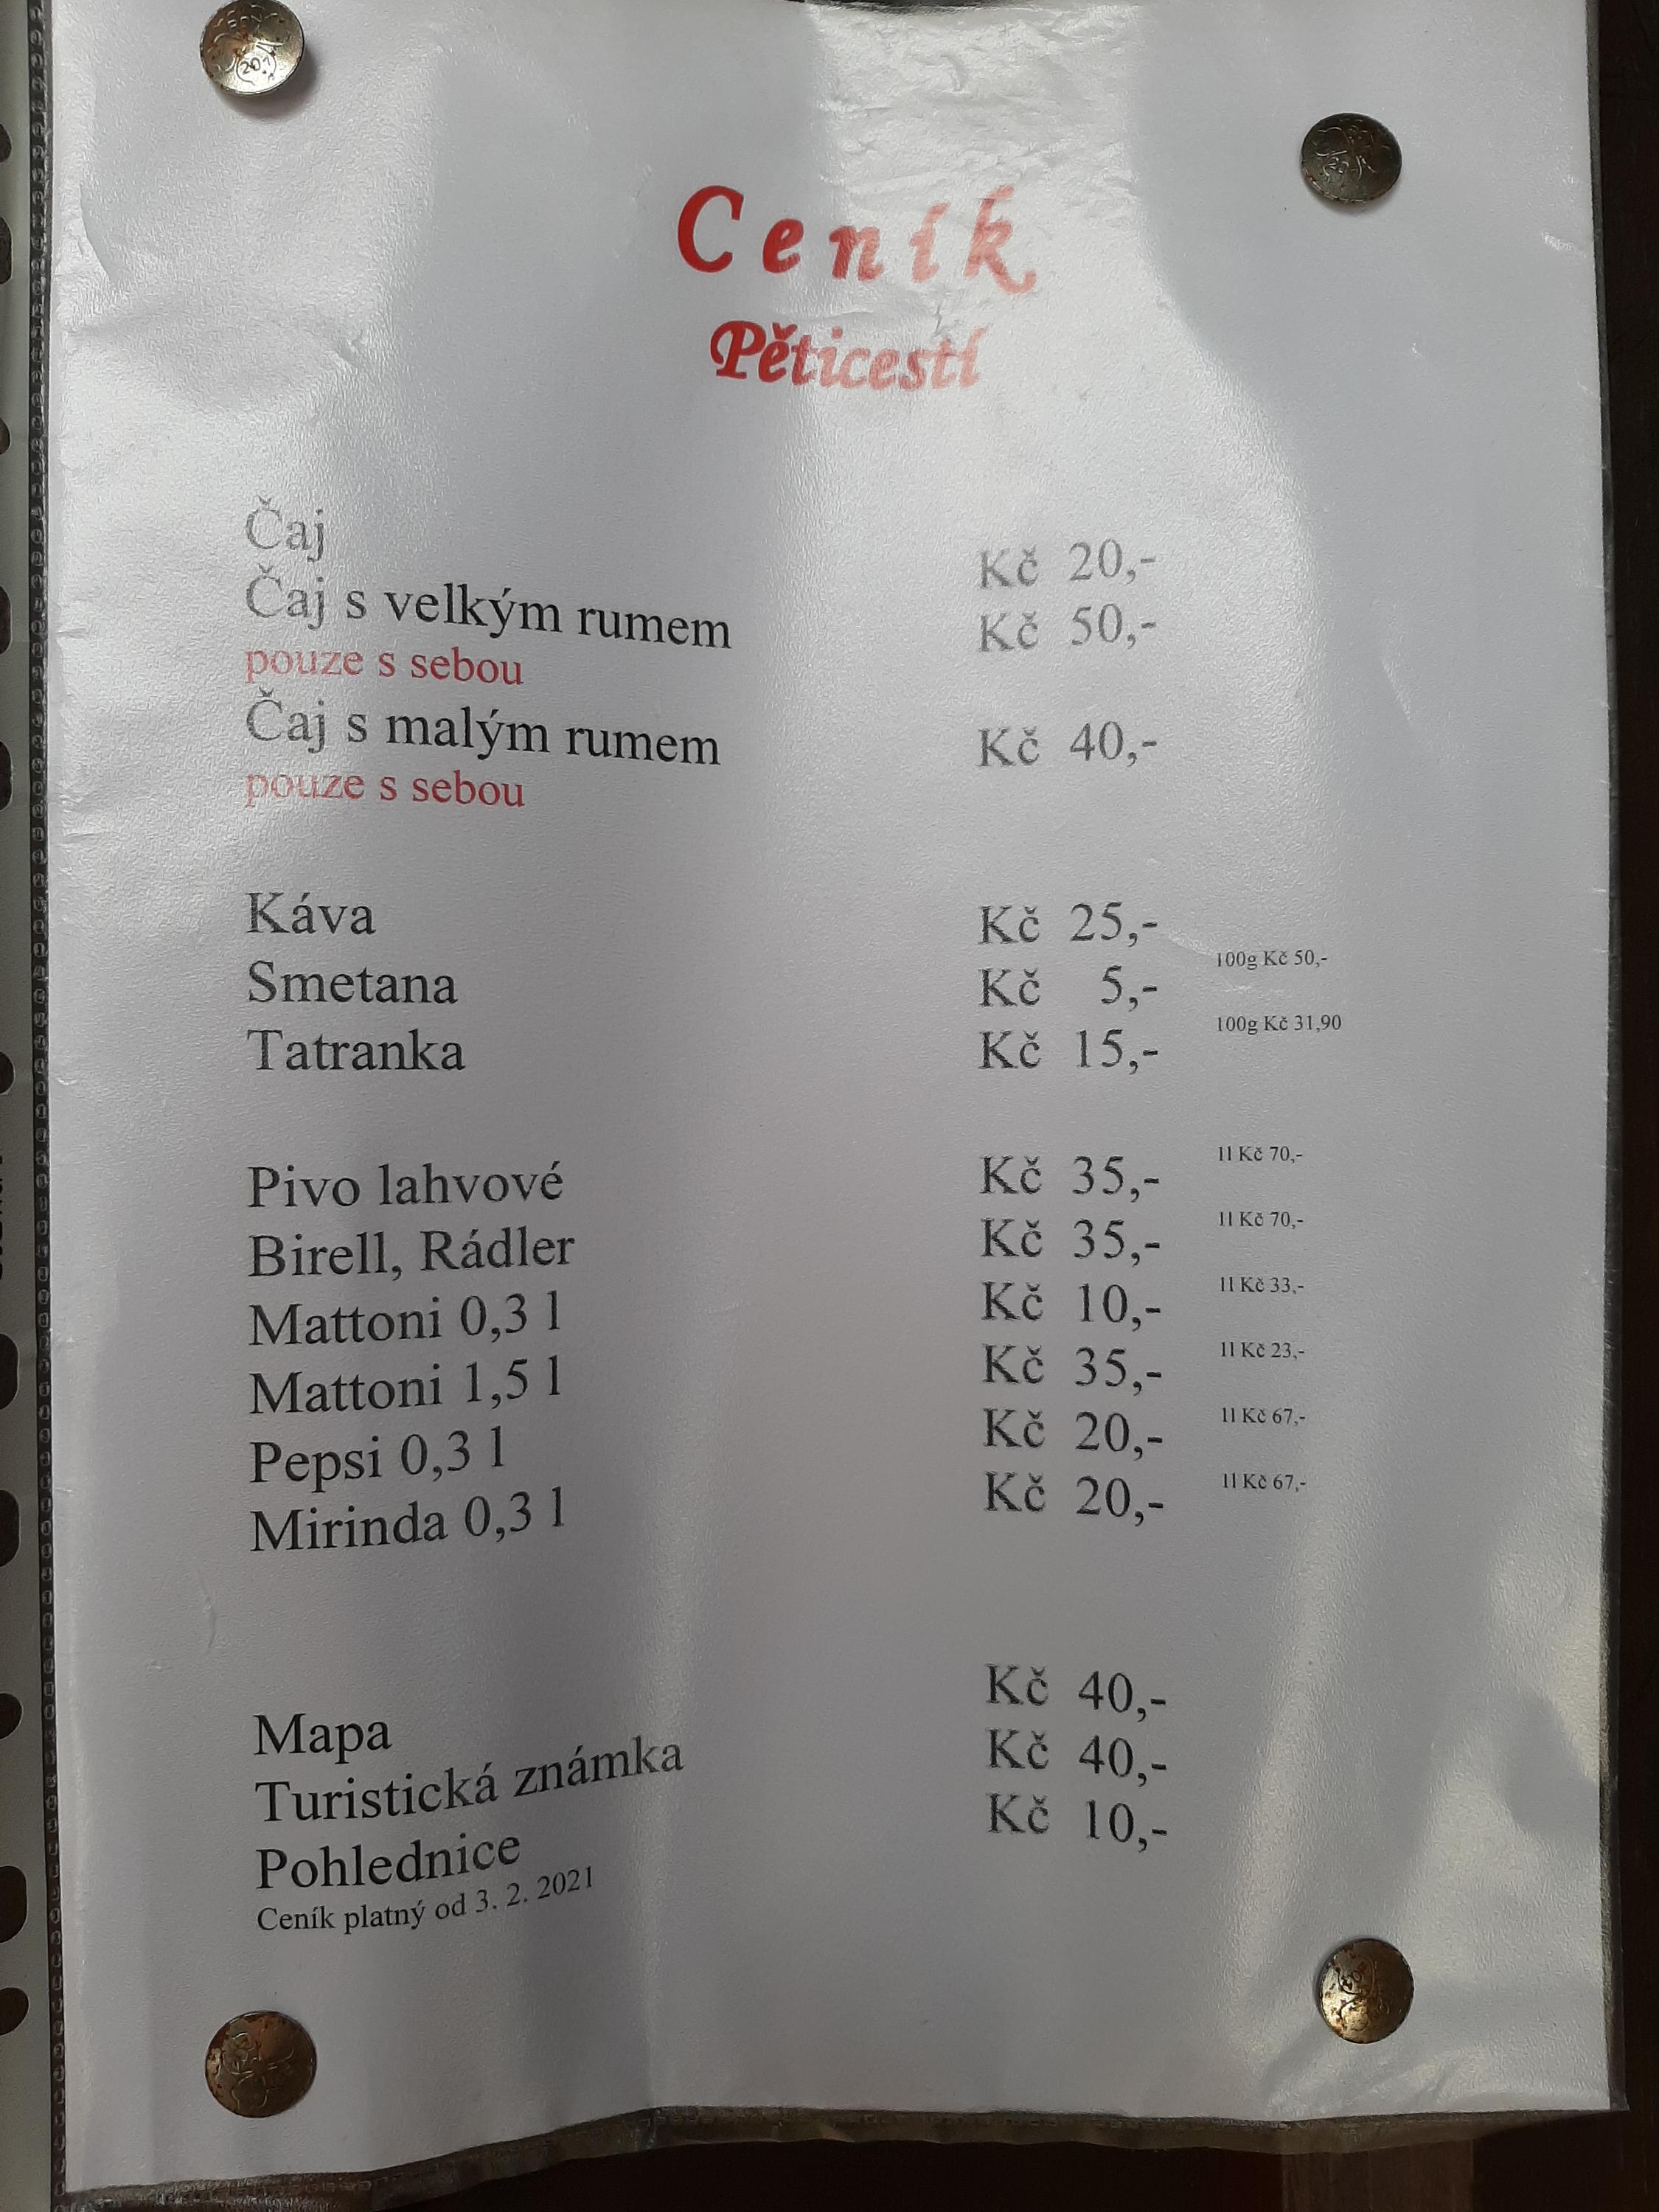 Ceník
Pěticestí
Čaj Kč 20,-
Čaj s velkým rumem Kč 50,-
pouze s sebou
Čaj s malým rumem Kč 40,-
pouze s sebou
Káva Kč 25,-
Smetana Kč 5,- 100g Kč 50,-
Tatranka Kč 15,- 100g Kč 31,90
Pivo lahvové Kč 35,- 1l Kč 70,-
Birell, Rádler Kč 35,- 1l Kč 70,-
Mattoni 0,3 l Kč 10,- 1l Kč 33,-
Mattoni 1,5 l Kč 35,- 1l Kč 23,-
Pepsi 0,3 l Kč 20,- 1l Kč 67,-
Mirinda 0,3 l Kč 20,- 1l Kč 67,-
Mapa Kč 40,-
Turistická známka Kč 40,-
Pohlednice Kč 10,-
Ceník platný od 3. 2. 2021